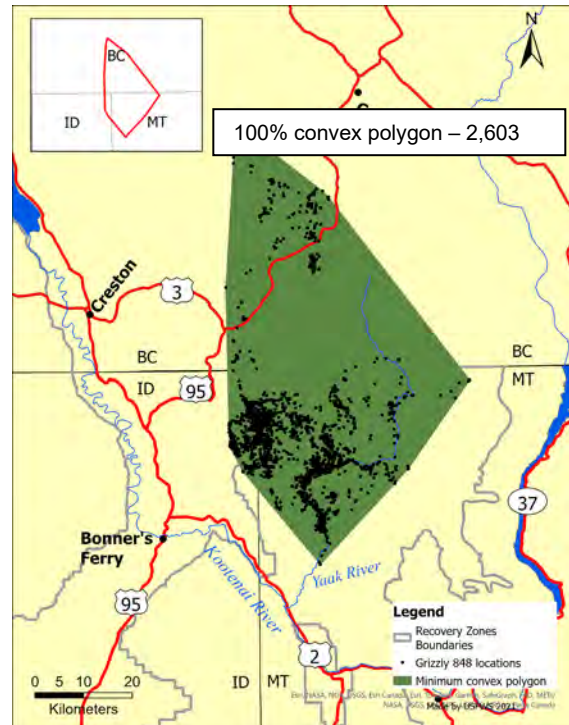 N
BC
ID
MT
100% convex polygon – 2,603
Creston
3
BC
ID
95
BC
MT
37
Bonner's
Ferry
Kootenai River
Yaak River
95
2
ID
MT
Legend
Recovery Zones
Boundaries
Grizzly 848 locations
Minimum convex polygon
0 10 20 40
Kilometers